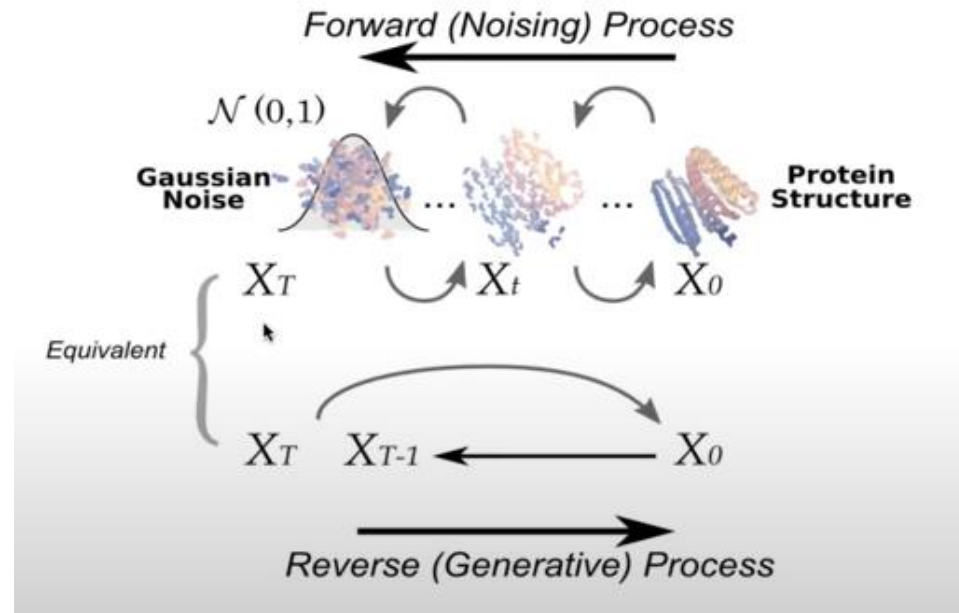 Forward (Noising) Process
𝒩 (0,1)
Gaussian
Noise
...
...
Protein
Structure
XT
Xt
X0
Equivalent
XT
XT-1
X0
Reverse (Generative) Process